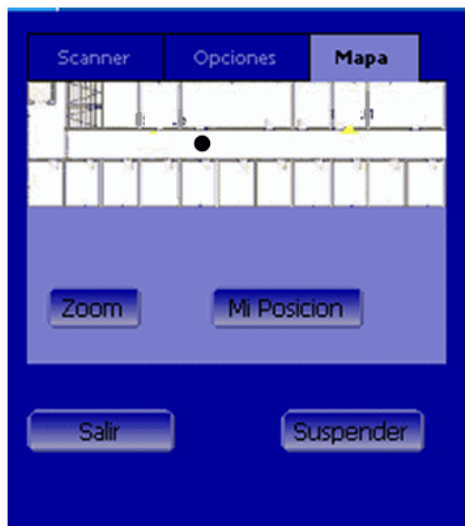 Scanner
Opciones
Mapa
Zoom
Mi Posicion
Salir
Suspender